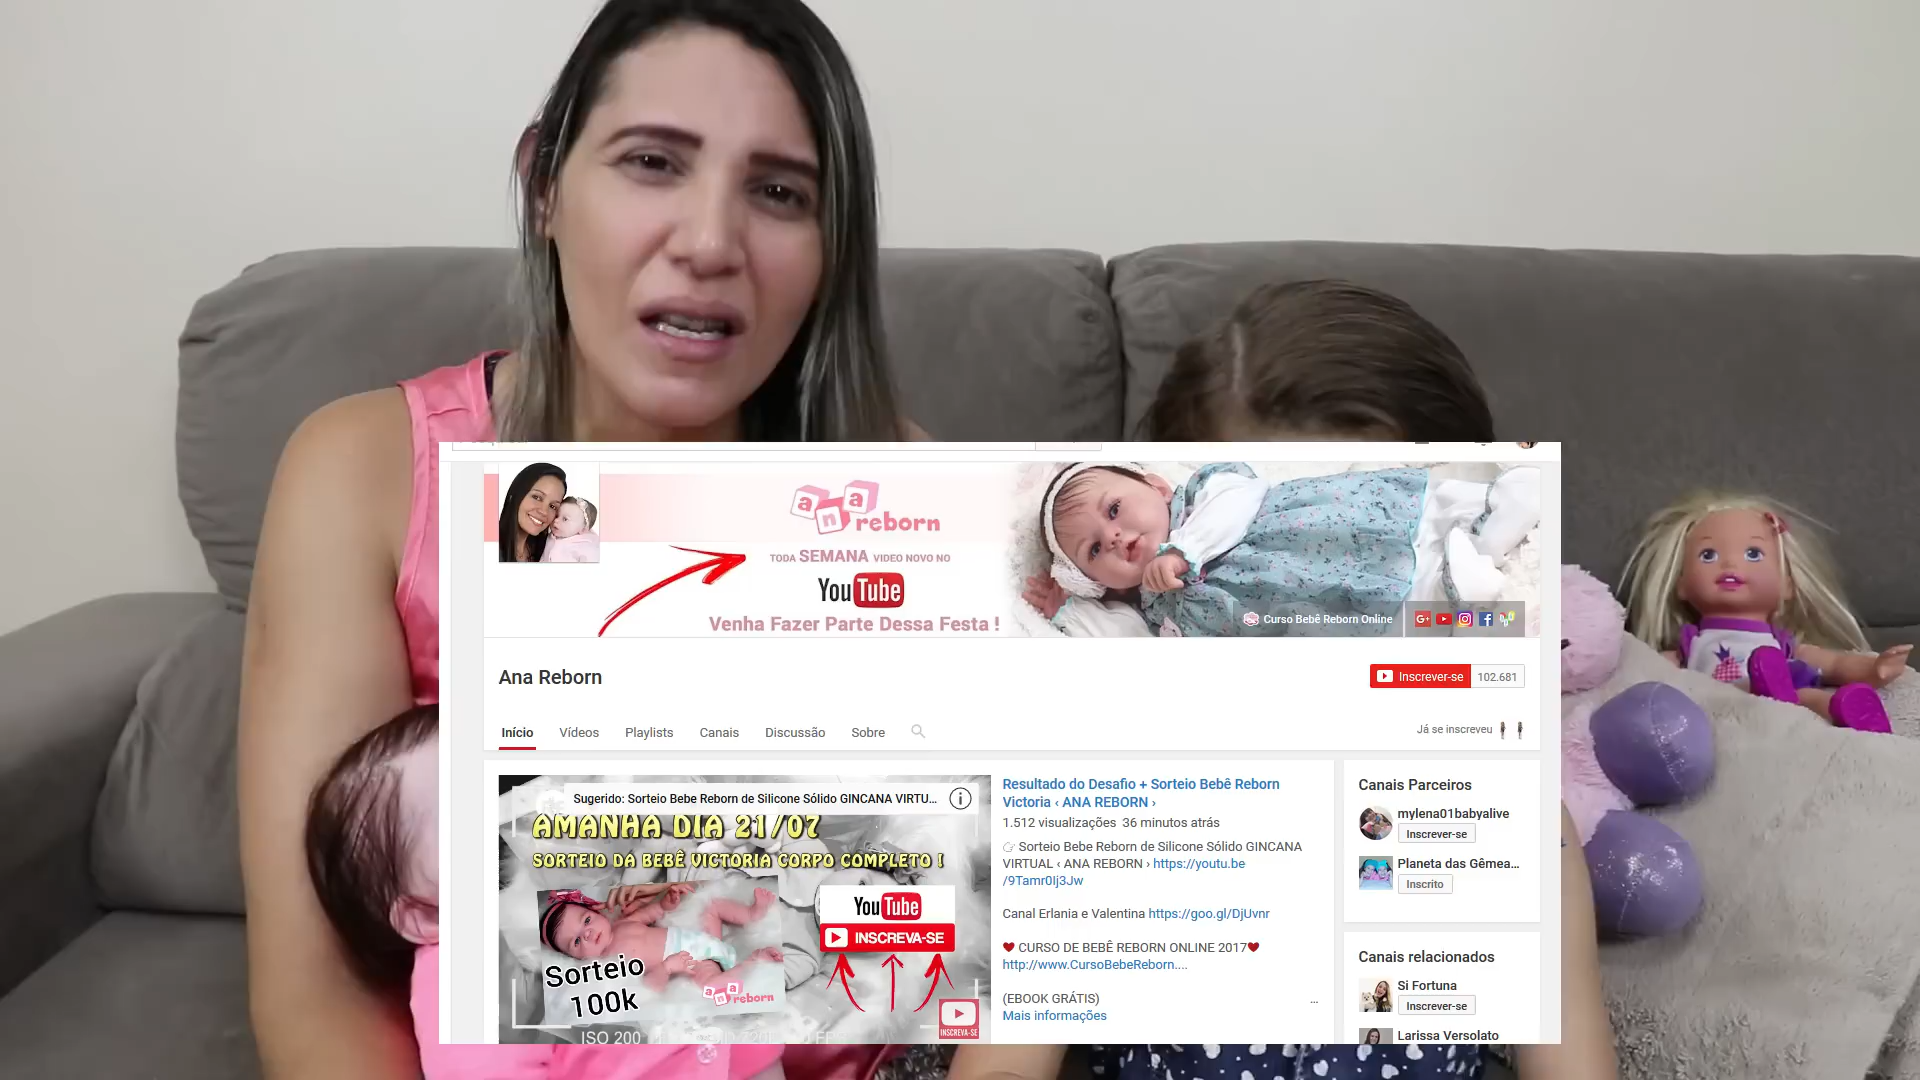 ana reborn
TODA SEMANA VIDEO NOVO NO
YouTube
Venha Fazer Parte Dessa Festa !
Curso Bebê Reborn Online
G+
Ana Reborn
Inscrever-se 102.681
Início Vídeos Playlists Canais Discussão Sobre
Já se inscreveu
Sugerido: Sorteio Bebe Reborn de Silicone Sólido GINCANA VIRTU...
AMANHA DIA 21/07
SORTEIO DA BEBÊ VICTORIA CORPO COMPLETO !
YouTube
INSCREVA-SE
Sorteio
100k
ana reborn
INSCREVA-SE
ISO 200
Resultado do Desafio + Sorteio Bebê Reborn
Victoria ‹ ANA REBORN ›
1.512 visualizações 36 minutos atrás
Sorteio Bebe Reborn de Silicone Sólido GINCANA
VIRTUAL ‹ ANA REBORN › https://youtu.be
/9Tamr0Ij3Jw
Canal Erlania e Valentina https://goo.gl/DjUvnr
❤ CURSO DE BEBÊ REBORN ONLINE 2017❤
http://www.CursoBebeReborn....
(EBOOK GRÁTIS) ...
Mais informações
Canais Parceiros
mylena01babyalive
Inscrever-se
Planeta das Gêmea...
Inscrito
Canais relacionados
Si Fortuna
Inscrever-se
Larissa Versolato